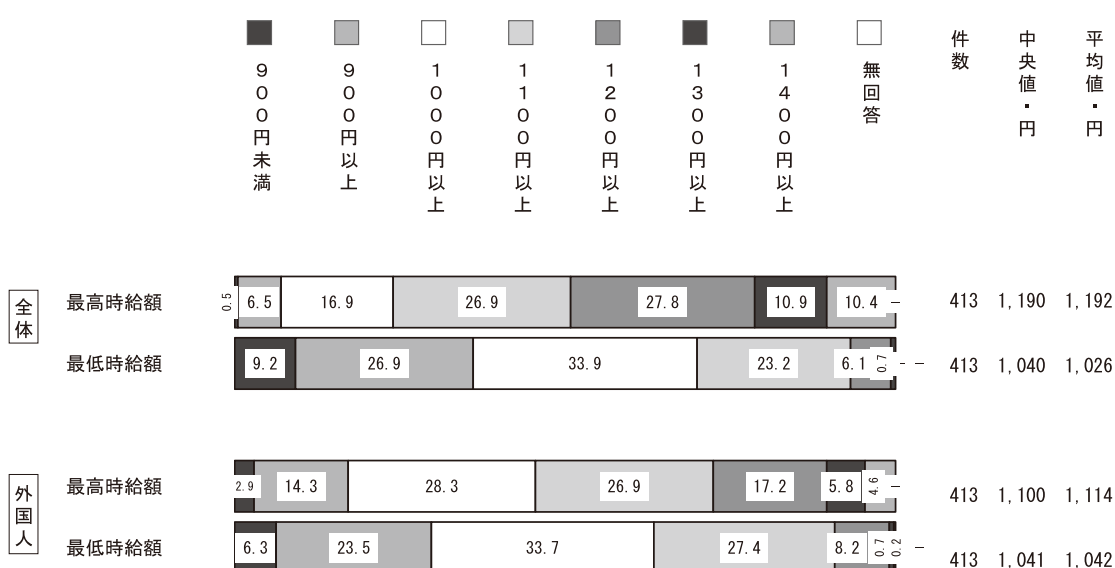 900円未満
900円以上
1000円以上
1100円以上
1200円以上
1300円以上
1400円以上
無回答
件数
中央値・円
平均値・円
全体
最高時給額
0.5 6.5 16.9 26.9 27.8 10.9 10.4 – 413 1,190 1,192
最低時給額
9.2 26.9 33.9 23.2 6.1 0.7 - – 413 1,040 1,026
外国人
最高時給額
2.9 14.3 28.3 26.9 17.2 5.8 4.6 – 413 1,100 1,114
最低時給額
6.3 23.5 33.7 27.4 8.2 0.7 0.2 – 413 1,041 1,042